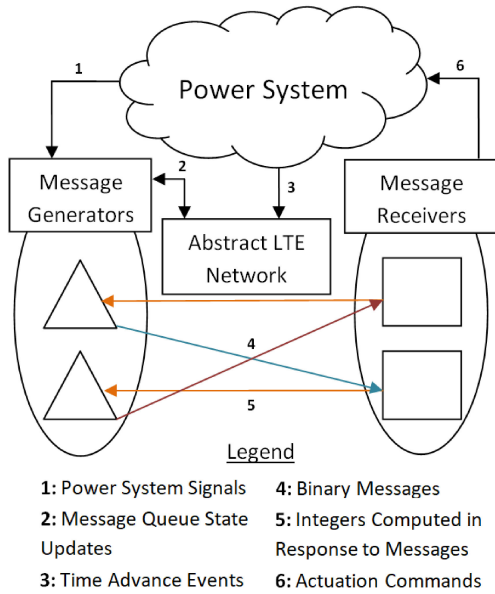 Power System
1
6
Message
Generators
2
3
Message
Receivers
Abstract LTE
Network
4
5
Legend
1: Power System Signals
2: Message Queue State
Updates
3: Time Advance Events
4: Binary Messages
5: Integers Computed in
Response to Messages
6: Actuation Commands